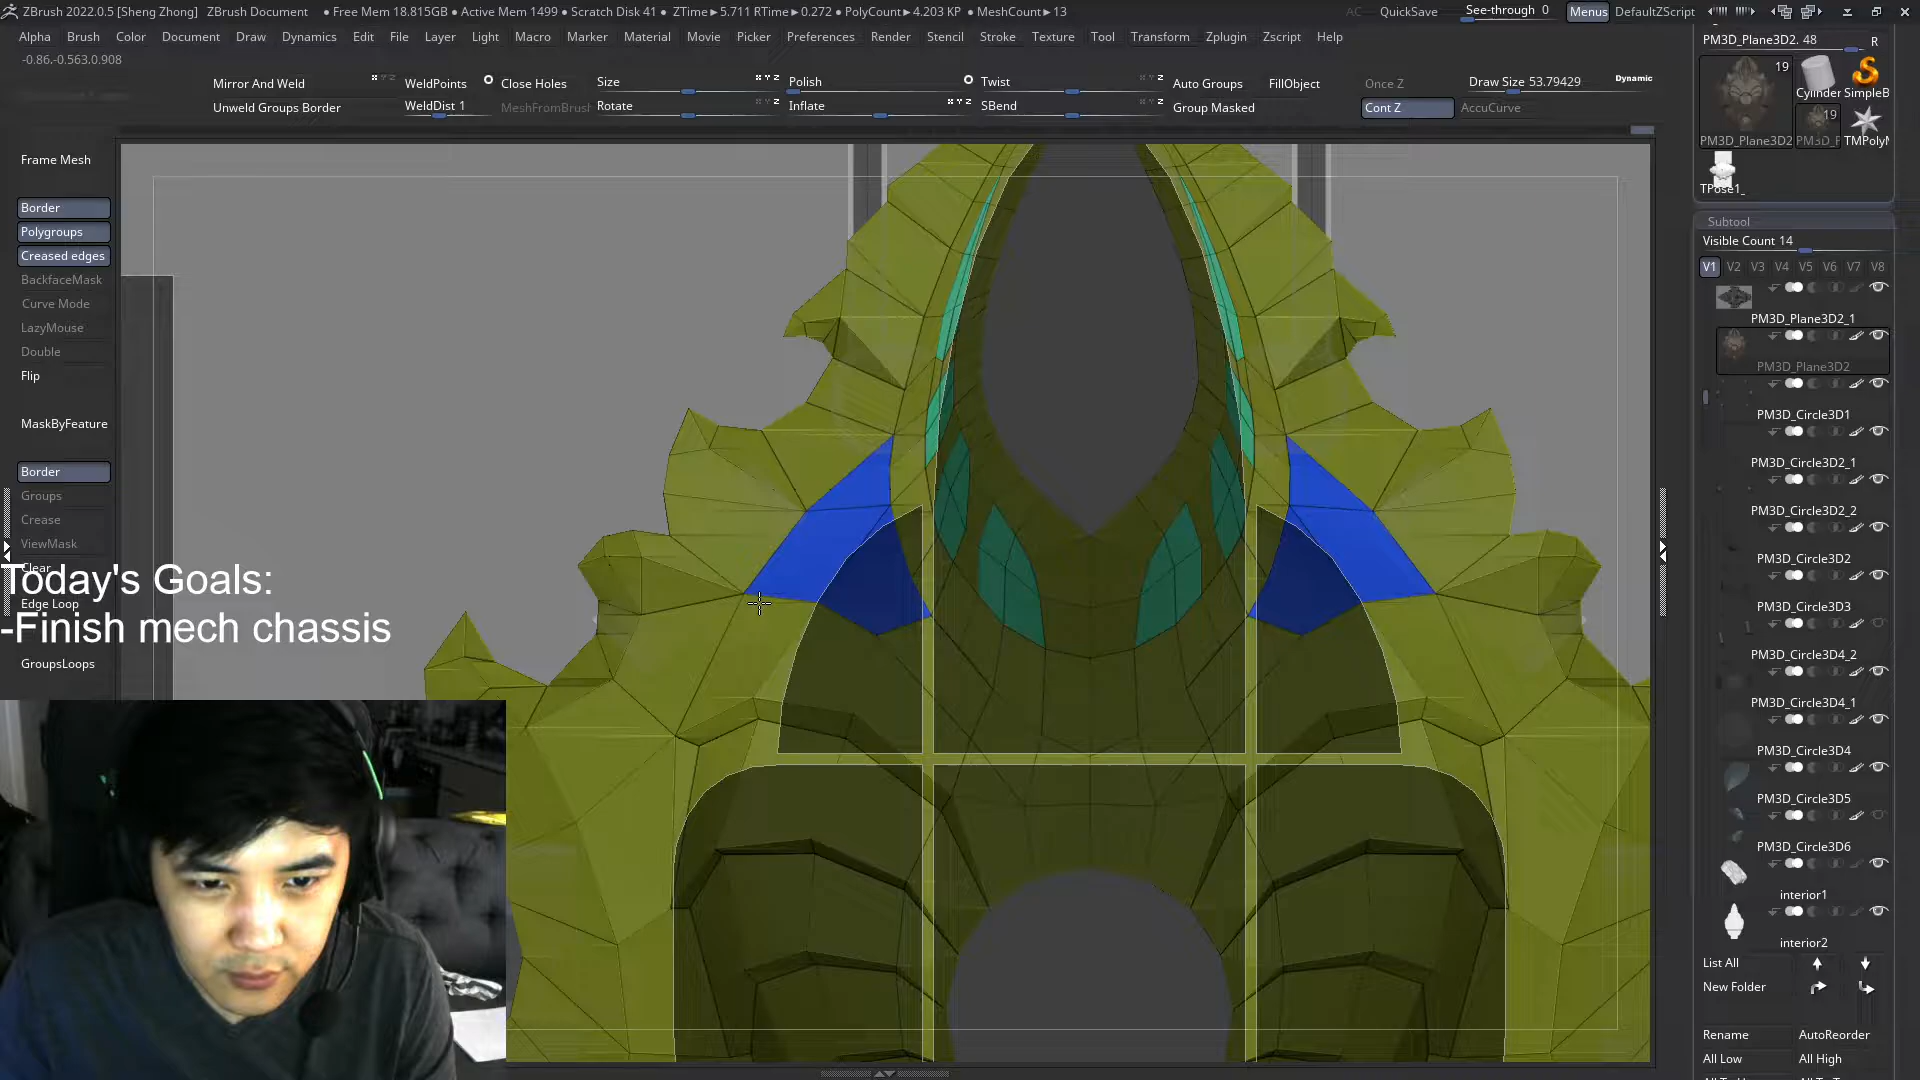 ZBrush 2022.0.5 [Sheng Zhong]   ZBrush Document   • Free Mem 18.815GB • Active Mem 1499 • Scratch Disk 41 • ZTime►5.711 RTime►0.272 • PolyCount►4.203 KP • MeshCount►13   AC   QuickSave   See-through 0   Menus   DefaultZScript
Alpha   Brush   Color   Document   Draw   Dynamics   Edit   File   Layer   Light   Macro   Marker   Material   Movie   Picker   Preferences   Render   Stencil   Stroke   Texture   Tool   Transform   Zplugin   Zscript   Help
-0.86,-0.563,0.908
Mirror And Weld   WeldPoints   Close Holes   Size   Polish   Twist   Auto Groups   FillObject   Once Z   Draw Size 53.79429   Dynamic
Unweld Groups Border   WeldDist 1   MeshFromBrush   Rotate   Inflate   SBend   Group Masked   Cont Z   AccuCurve
Frame Mesh
Border
Polygroups
Creased edges
BackfaceMask
Curve Mode
LazyMouse
Double
Flip
MaskByFeature
Border
Groups
Crease
ViewMask
Clear
Today's Goals:
Edge Loop
-Finish mech chassis
GroupsLoops
PM3D_Plane3D2. 48   R
19
Cylinder   SimpleB
19
PM3D_Plane3D2   PM3D_P   TMPolyM
TPose1_
Subtool
Visible Count 14
V1   V2   V3   V4   V5   V6   V7   V8
PM3D_Plane3D2_1
PM3D_Plane3D2
PM3D_Circle3D1
PM3D_Circle3D2_1
PM3D_Circle3D2_2
PM3D_Circle3D2
PM3D_Circle3D3
PM3D_Circle3D4_2
PM3D_Circle3D4_1
PM3D_Circle3D4
PM3D_Circle3D5
PM3D_Circle3D6
interior1
interior2
List All
New Folder
Rename   AutoReorder
All Low   All High